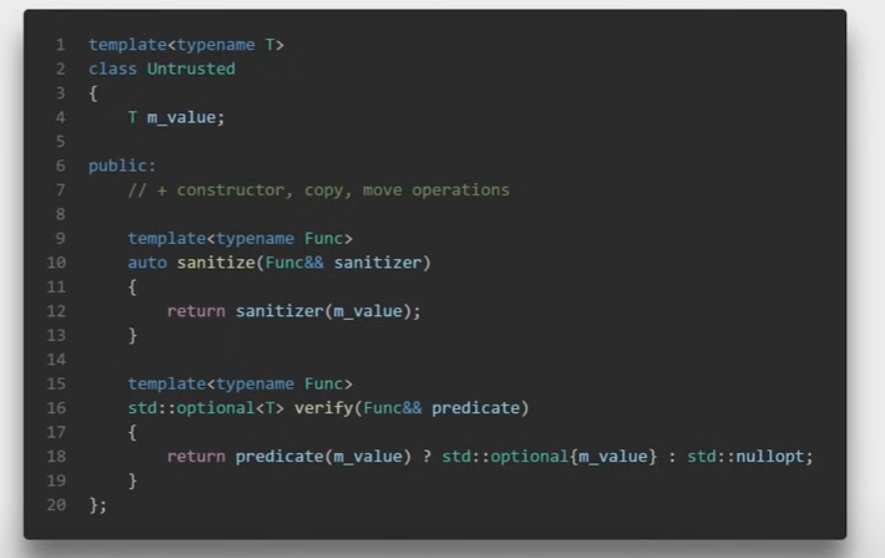 1 template<typename T>
2 class Untrusted
3 {
4 T m_value;
5
6 public:
7 // + constructor, copy, move operations
8
9 template<typename Func>
10 auto sanitize(Func&& sanitizer)
11 {
12 return sanitizer(m_value);
13 }
14
15 template<typename Func>
16 std::optional<T> verify(Func&& predicate)
17 {
18 return predicate(m_value) ? std::optional{m_value} : std::nullopt;
19 }
20 };